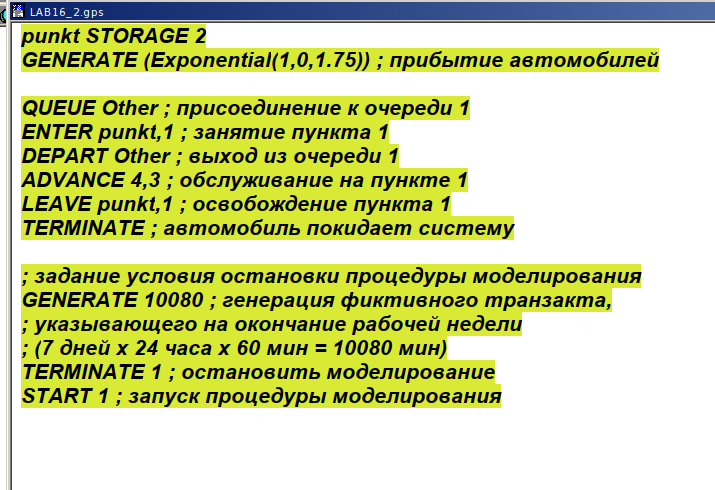 LAB16_2.gps
punkt STORAGE 2
GENERATE (Exponential(1,0,1.75)) ; прибытие автомобилей
QUEUE Other ; присоединение к очереди 1
ENTER punkt,1 ; занятие пункта 1
DEPART Other ; выход из очереди 1
ADVANCE 4,3 ; обслуживание на пункте 1
LEAVE punkt,1 ; освобождение пункта 1
TERMINATE ; автомобиль покидает систему
; задание условия остановки процедуры моделирования
GENERATE 10080 ; генерация фиктивного транзакта,
; указывающего на окончание рабочей недели
; (7 дней х 24 часа х 60 мин = 10080 мин)
TERMINATE 1 ; остановить моделирование
START 1 ; запуск процедуры моделирования